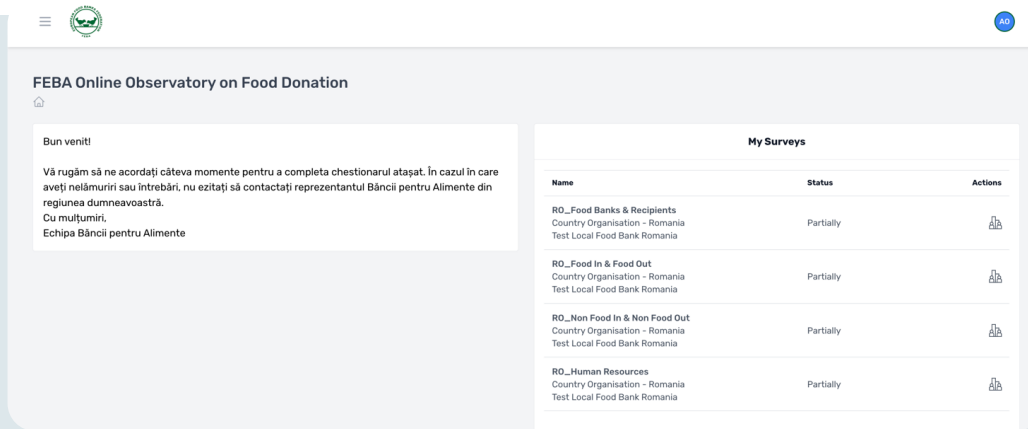 AO
FEBA Online Observatory on Food Donation
Bun venit!
Vă rugăm să ne acordați câteva momente pentru a completa chestionarul atașat. În cazul în care
aveți nelămuriri sau întrebări, nu ezitați să contactați reprezentantul Băncii pentru Alimente din
regiunea dumneavoastră.
Cu mulțumiri,
Echipa Băncii pentru Alimente
My Surveys
Name Status Actions
RO_Food Banks & Recipients
Country Organisation - Romania Partially
Test Local Food Bank Romania
RO_Food In & Food Out
Country Organisation - Romania Partially
Test Local Food Bank Romania
RO_Non Food In & Non Food Out
Country Organisation - Romania Partially
Test Local Food Bank Romania
RO_Human Resources
Country Organisation - Romania Partially
Test Local Food Bank Romania